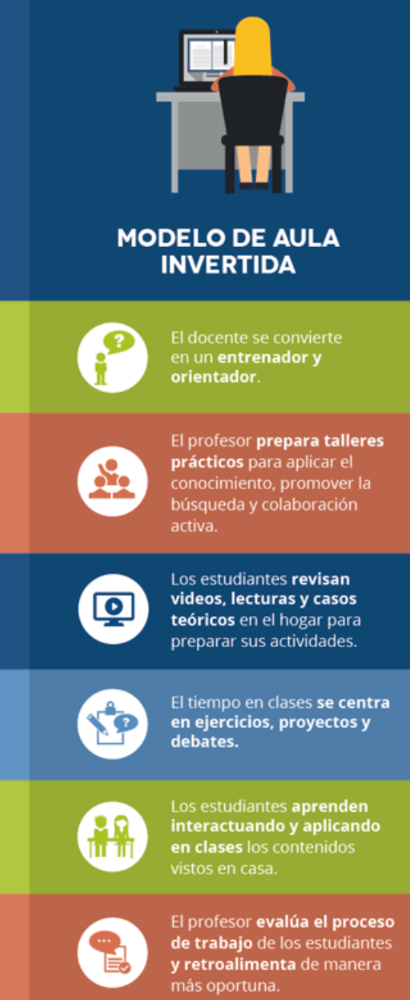 MODELO DE AULA
INVERTIDA
?
El docente se convierte
en un entrenador y
orientador.
El profesor prepara talleres
prácticos para aplicar el
conocimiento, promover la
búsqueda y colaboración
activa.
Los estudiantes revisan
videos, lecturas y casos
teóricos en el hogar para
preparar sus actividades.
?
El tiempo en clases se centra
en ejercicios, proyectos y
debates.
Los estudiantes aprenden
interactuando y aplicando
en clases los contenidos
vistos en casa.
El profesor evalúa el proceso
de trabajo de los estudiantes
y retroalimenta de manera
más oportuna.